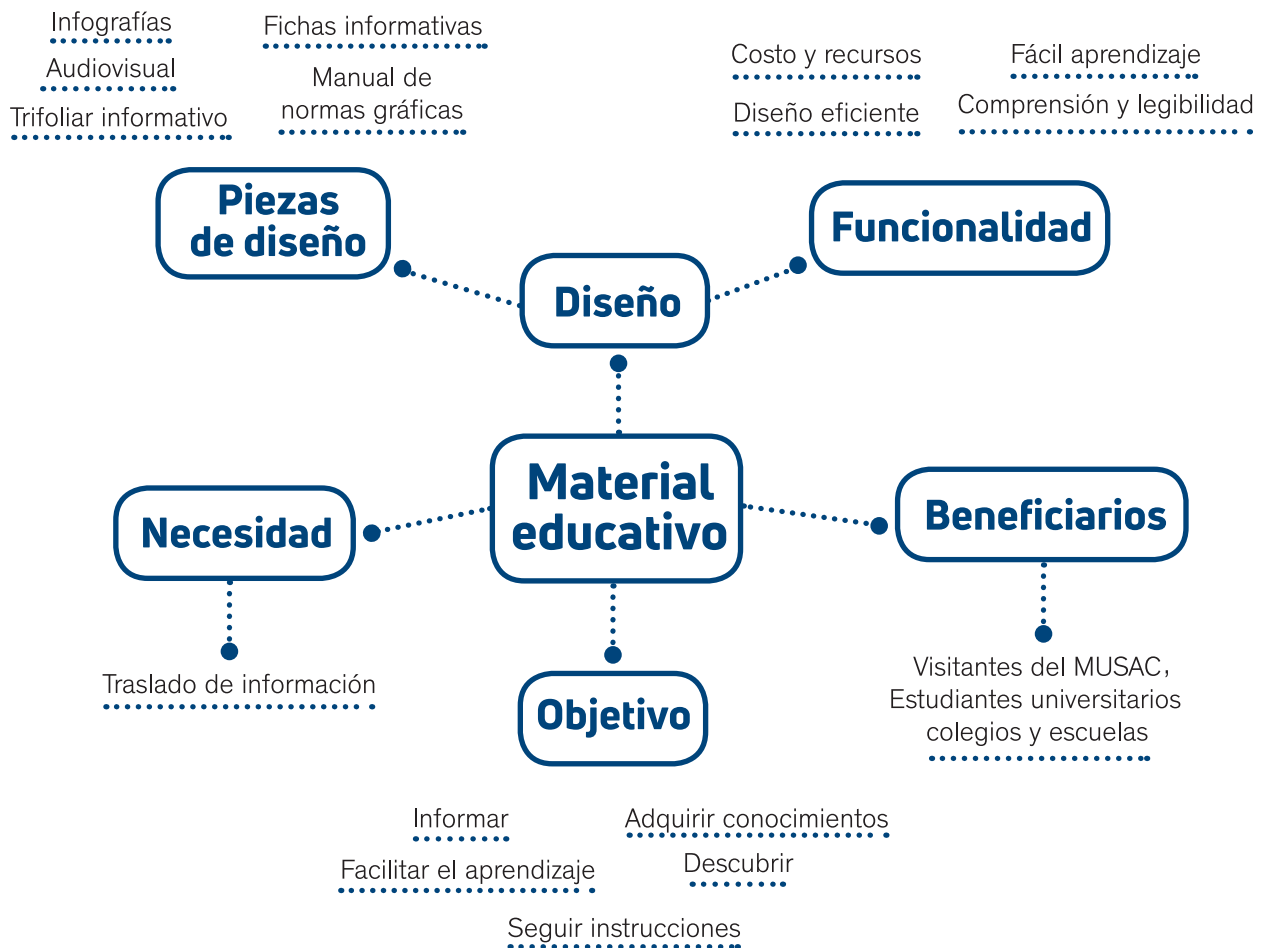 Infografías
Audiovisual
Trifoliar informativo
Fichas informativas
Manual de
normas gráficas
Costo y recursos
Diseño eficiente
Fácil aprendizaje
Comprensión y legibilidad
Piezas
de diseño
Funcionalidad
Diseño
Material
educativo
Necesidad
Beneficiarios
Traslado de información
Objetivo
Visitantes del MUSAC,
Estudiantes universitarios
colegios y escuelas
Informar
Adquirir conocimientos
Facilitar el aprendizaje
Descubrir
Seguir instrucciones